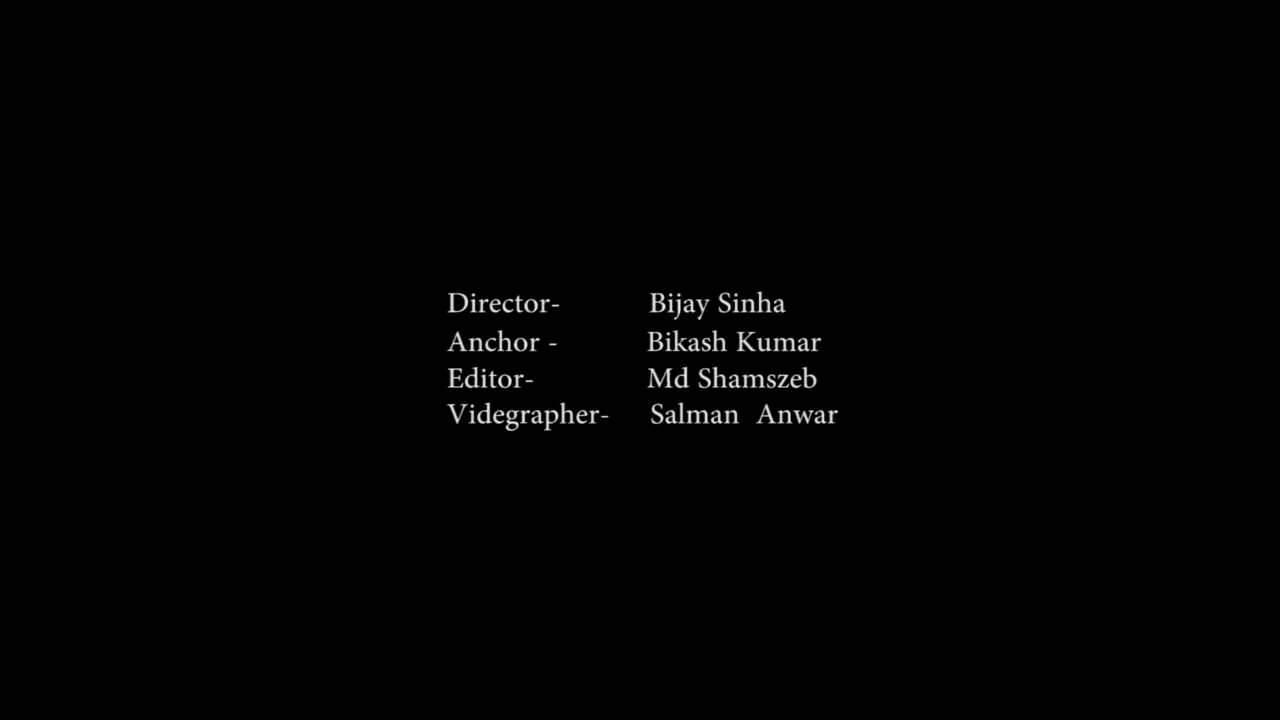 Director- Bijay Sinha
Anchor - Bikash Kumar
Editor- Md Shamszeb
Videgrapher- Salman Anwar